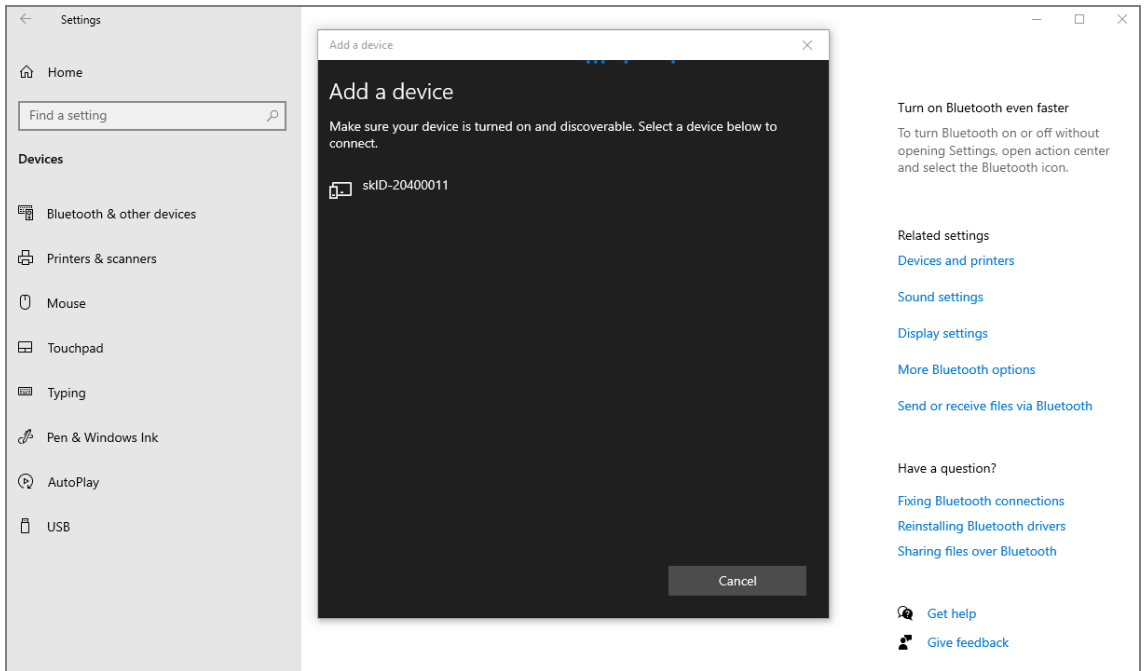 Settings
Home
Find a setting
Devices
Bluetooth & other devices
Printers & scanners
Mouse
Touchpad
Typing
Pen & Windows Ink
AutoPlay
USB
Add a device
Add a device
Make sure your device is turned on and discoverable. Select a device below to
connect.
skID-20400011
Cancel
Turn on Bluetooth even faster
To turn Bluetooth on or off without
opening Settings, open action center
and select the Bluetooth icon.
Related settings
Devices and printers
Sound settings
Display settings
More Bluetooth options
Send or receive files via Bluetooth
Have a question?
Fixing Bluetooth connections
Reinstalling Bluetooth drivers
Sharing files over Bluetooth
Get help
Give feedback